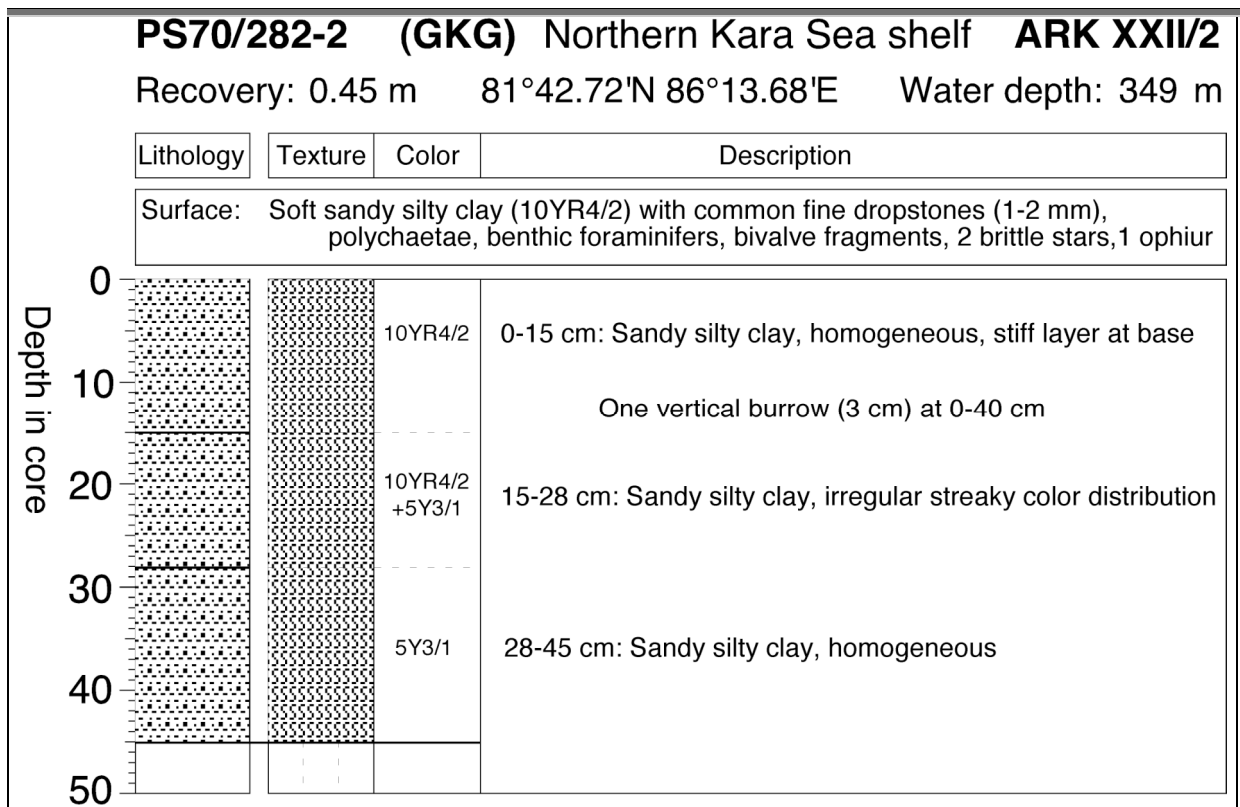 PS70/282-2 (GKG) Northern Kara Sea shelf ARK XXII/2
Recovery: 0.45 m 81°42.72'N 86°13.68'E Water depth: 349 m
Lithology Texture Color Description
Surface: Soft sandy silty clay (10YR4/2) with common fine dropstones (1-2 mm),
polychaetae, benthic foraminifers, bivalve fragments, 2 brittle stars,1 ophiur
Depth in core
0
10YR4/2 0-15 cm: Sandy silty clay, homogeneous, stiff layer at base
10
One vertical burrow (3 cm) at 0-40 cm
20
10YR4/2
+5Y3/1
15-28 cm: Sandy silty clay, irregular streaky color distribution
30
5Y3/1 28-45 cm: Sandy silty clay, homogeneous
40
50